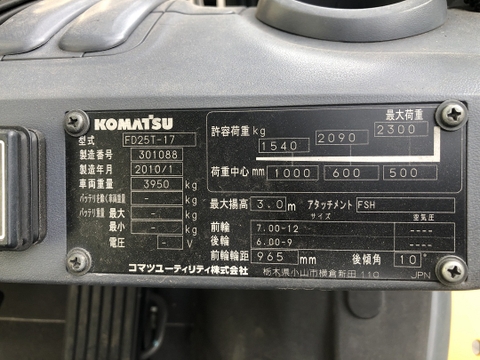 KOMATSU
型式 FD25T-17
製造番号 301088
製造年月 2010/1
車両重量 3950 kg
バッテリを除く車両重量 - kg
バッテリ重量 最大 - kg
最小 - kg
電圧 - V
コマツユーティリティ株式会社
許容荷重 kg 1540 2090 最大荷重 2300
荷重中心 mm 1000 600 500
最大揚高 3.0 m アタッチメント FSH
サイズ 空気圧
前輪 7.00-12 ----
後輪 6.00-9 ----
前輪輪距 965 mm 後傾角 10°
栃木県小山市横倉新田 110 JPN